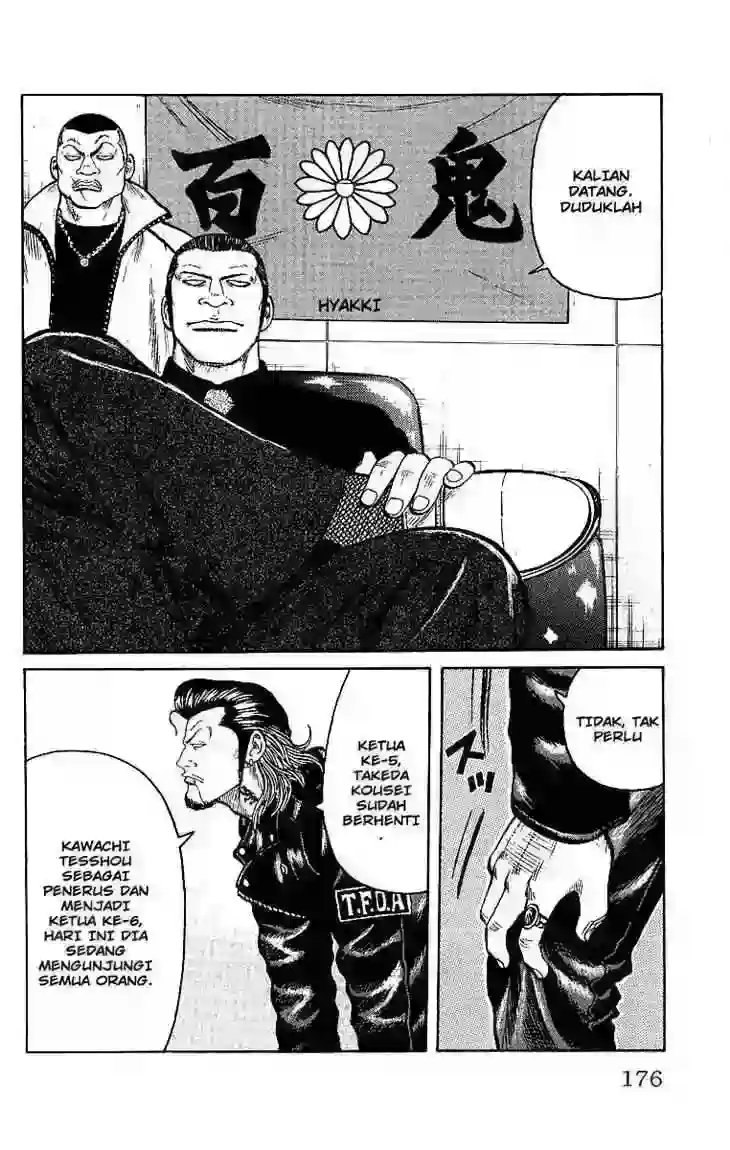 百 鬼
HYAKKI
KALIAN
DATANG.
DUDUKLAH
TIDAK, TAK
PERLU
スッ
KETUA
KE-5,
TAKEDA
KOUSEI
SUDAH
BERHENTI
T.F.O.A
KAWACHI
TESSHOU
SEBAGAI
PENERUS DAN
MENJADI
KETUA KE-6,
HARI INI DIA
SEDANG
MENGUNJUNGI
SEMUA ORANG.
176